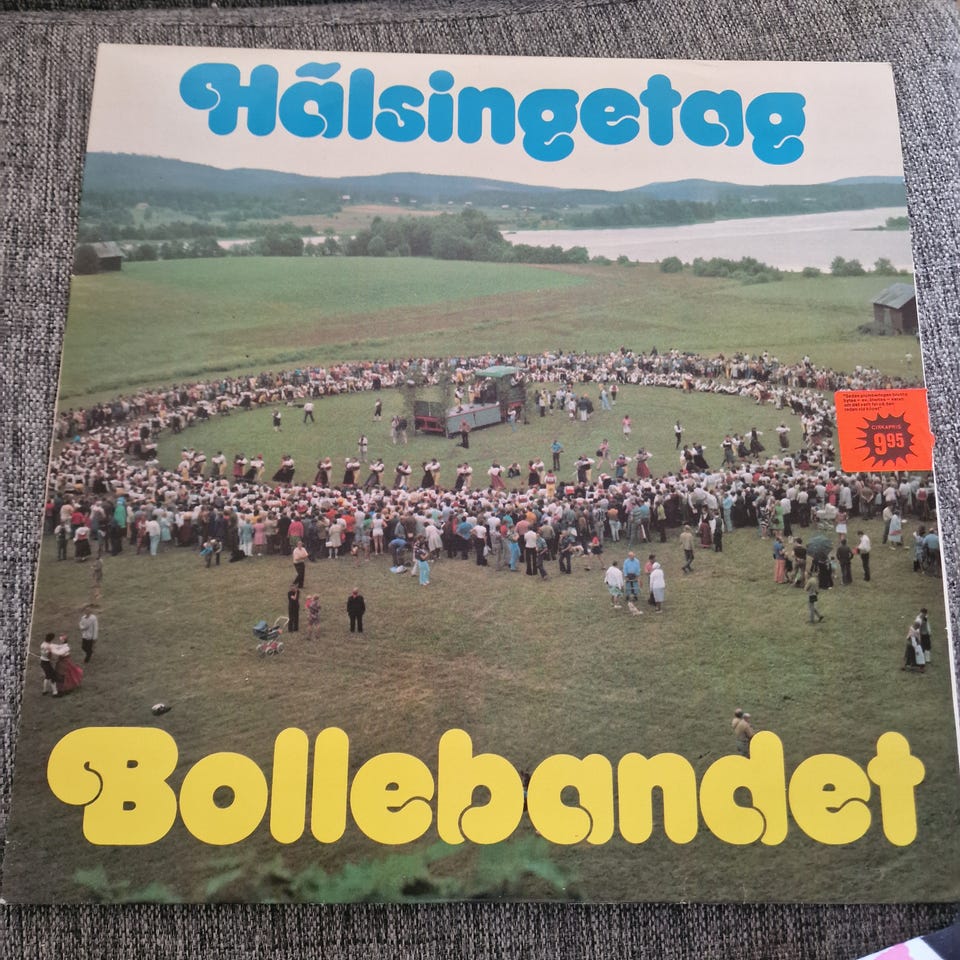 Hälsingetag
CIRKAPRIS
9 95
Bollebandet